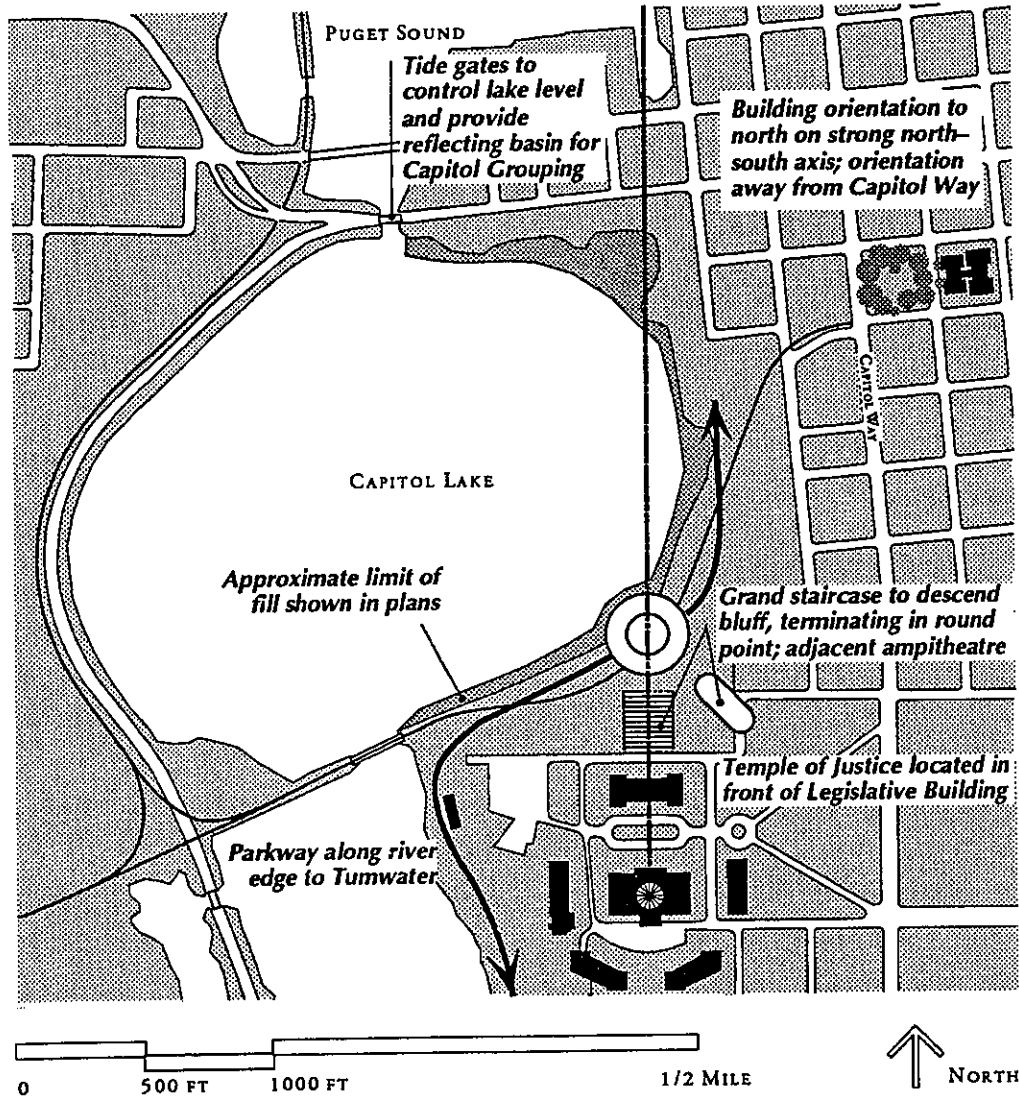 PUGET SOUND
Tide gates to
control lake level
and provide
reflecting basin for
Capitol Grouping
Building orientation to
north on strong north–
south axis; orientation
away from Capitol Way
CAPITOL WAY
CAPITOL LAKE
Approximate limit of
fill shown in plans
Grand staircase to descend
bluff, terminating in round
point; adjacent ampitheatre
Temple of Justice located in
front of Legislative Building
Parkway along river
edge to Tumwater
0
500 FT
1000 FT
1/2 MILE
NORTH